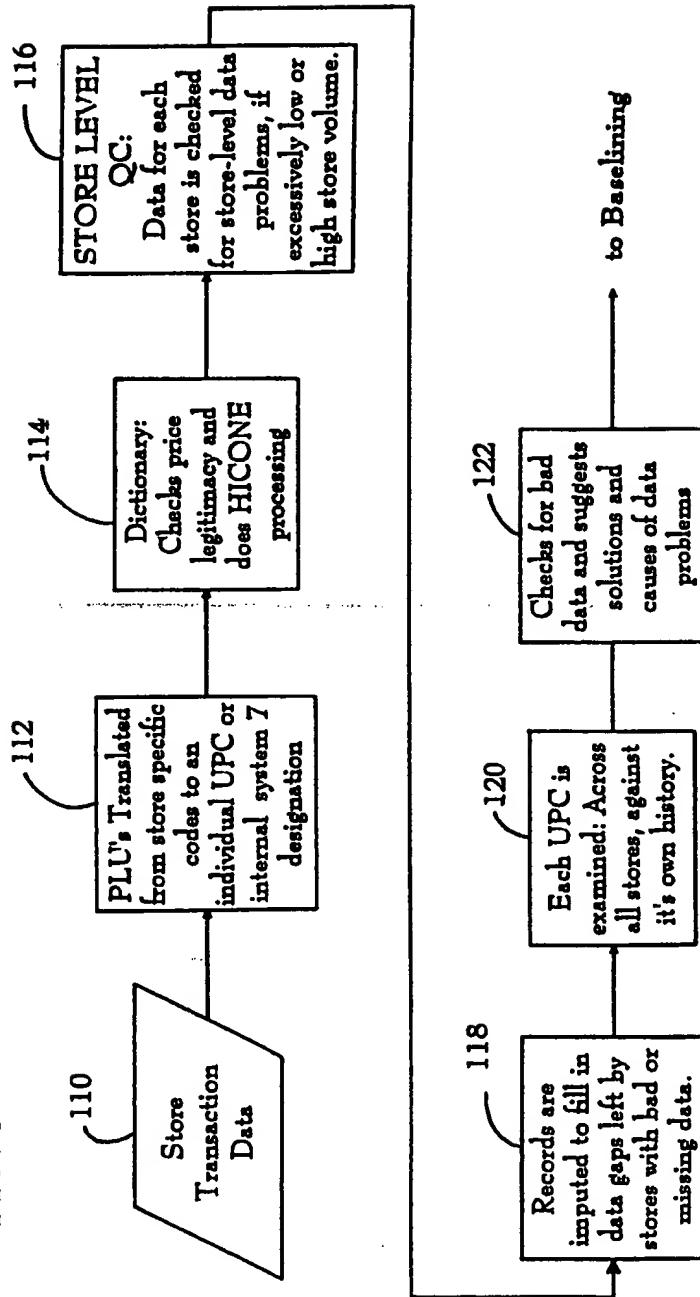 110
Store
Transaction
Data
112
PLU's Translated
from store specific
codes to an
individual UPC or
internal system 7
designation
114
Dictionary:
Checks price
legitimacy and
does HICONE
processing
116
STORE LEVEL
QC:
Data for each
store is checked
for store-level data
problems, if
excessively low or
high store volume.
118
Records are
imputed to fill in
data gaps left by
stores with bad or
missing data.
120
Each UPC is
examined: Across
all stores, against
it's own history.
122
Checks for bad
data and suggests
solutions and
causes of data
problems
to Baselining